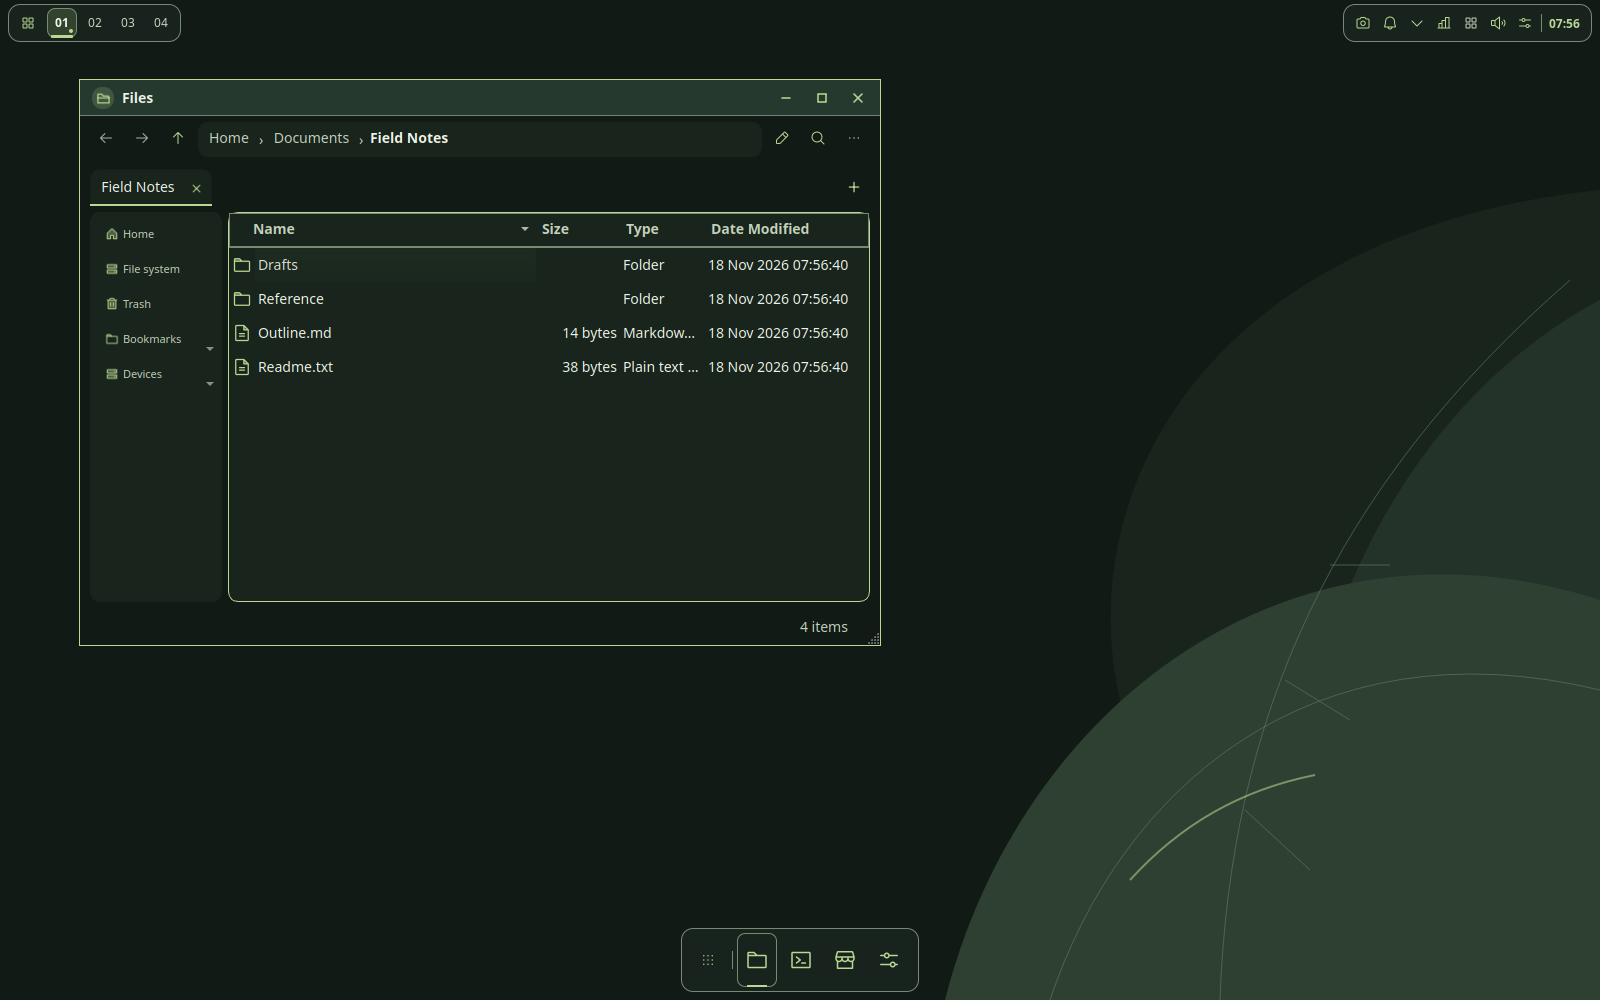 01 02 03 04
07:56
Files
Home › Documents › Field Notes
Field Notes
Home
File system
Trash
Bookmarks
Devices
Name Size Type Date Modified
Drafts Folder 18 Nov 2026 07:56:40
Reference Folder 18 Nov 2026 07:56:40
Outline.md 14 bytes Markdow... 18 Nov 2026 07:56:40
Readme.txt 38 bytes Plain text ... 18 Nov 2026 07:56:40
4 items